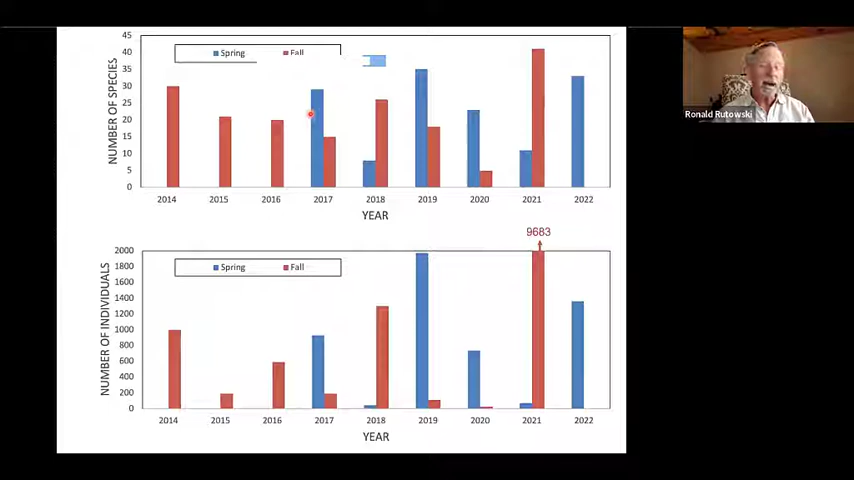 45
40
35
30
25
20
15
10
5
0
NUMBER OF SPECIES
Spring Fall
2014 2015 2016 2017 2018 2019 2020 2021 2022
YEAR
9683
2000
1800
1600
1400
1200
1000
800
600
400
200
0
NUMBER OF INDIVIDUALS
Spring Fall
2014 2015 2016 2017 2018 2019 2020 2021 2022
YEAR
Ronald Rutowski